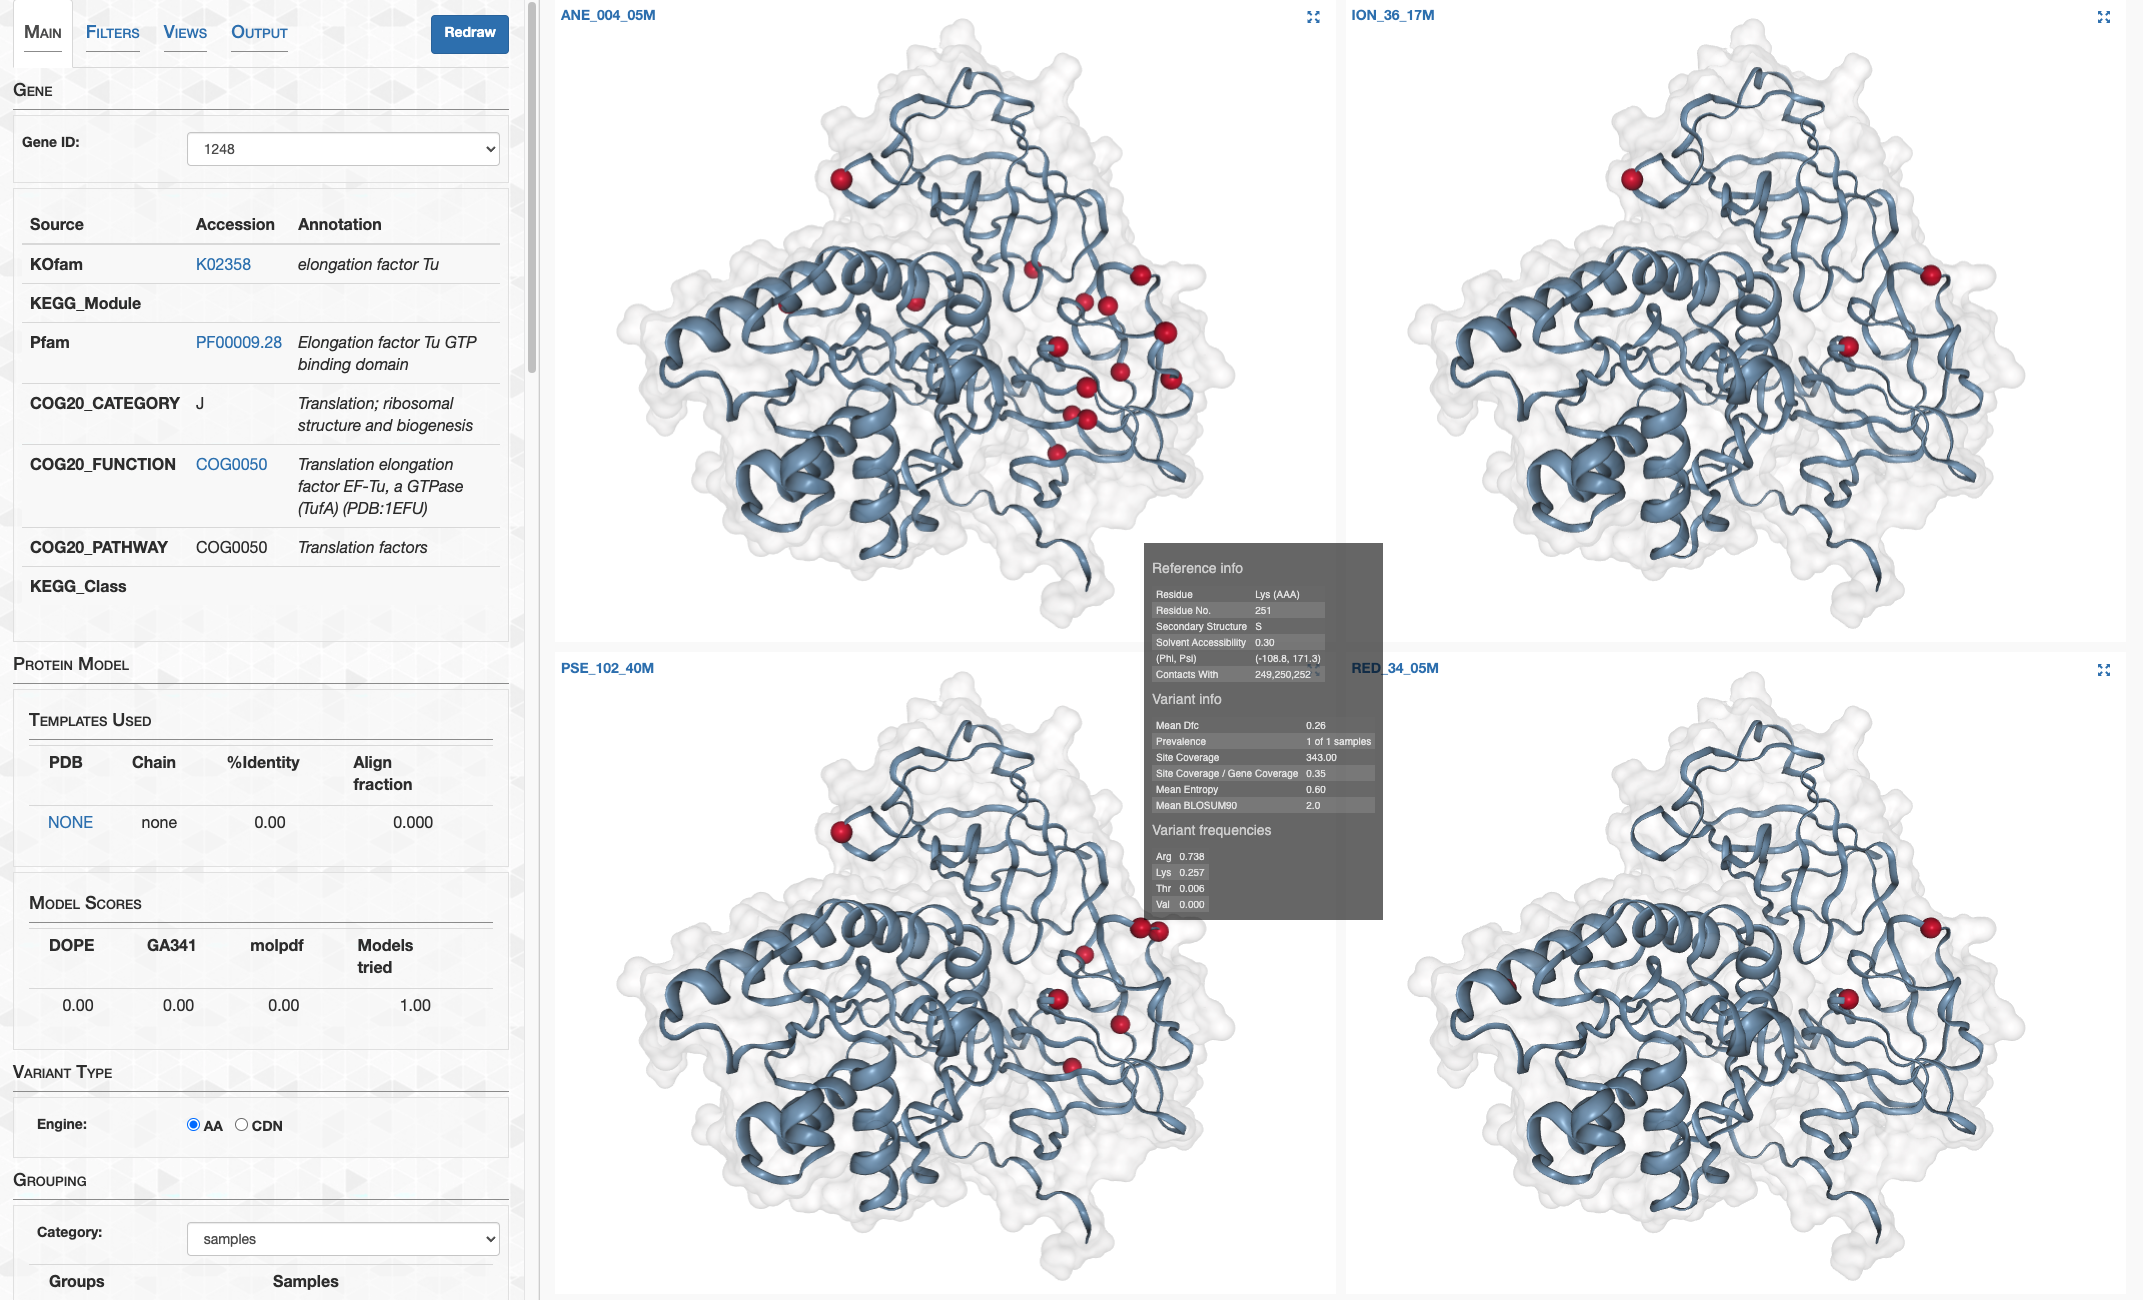 MAIN FILTERS VIEWS OUTPUT Redraw
GENE
Gene ID: 1248
Source Accession Annotation
KOfam K02358 elongation factor Tu
KEGG_Module
Pfam PF00009.28 Elongation factor Tu GTP
binding domain
COG20_CATEGORY J Translation; ribosomal
structure and biogenesis
COG20_FUNCTION COG0050 Translation elongation
factor EF-Tu, a GTPase
(TufA) (PDB:1EFU)
COG20_PATHWAY COG0050 Translation factors
KEGG_Class
PROTEIN MODEL
TEMPLATES USED
PDB Chain %Identity Align
fraction
NONE none 0.00 0.000
MODEL SCORES
DOPE GA341 molpdf Models
tried
0.00 0.00 0.00 1.00
VARIANT TYPE
Engine: AA CDN
GROUPING
Category: samples
Groups Samples
ANE_004_05M
ION_36_17M
PSE_102_40M
RED_34_05M
Reference info
Residue Lys (AAA)
Residue No. 251
Secondary Structure S
Solvent Accessibility 0.30
(Phi, Psi) (-108.8, 171.3)
Contacts With 249,250,252
Variant info
Mean Dfc 0.26
Prevalence 1 of 1 samples
Site Coverage 343.00
Site Coverage / Gene Coverage 0.35
Mean Entropy 0.60
Mean BLOSUM90 2.0
Variant frequencies
Arg 0.738
Lys 0.257
Thr 0.006
Val 0.000